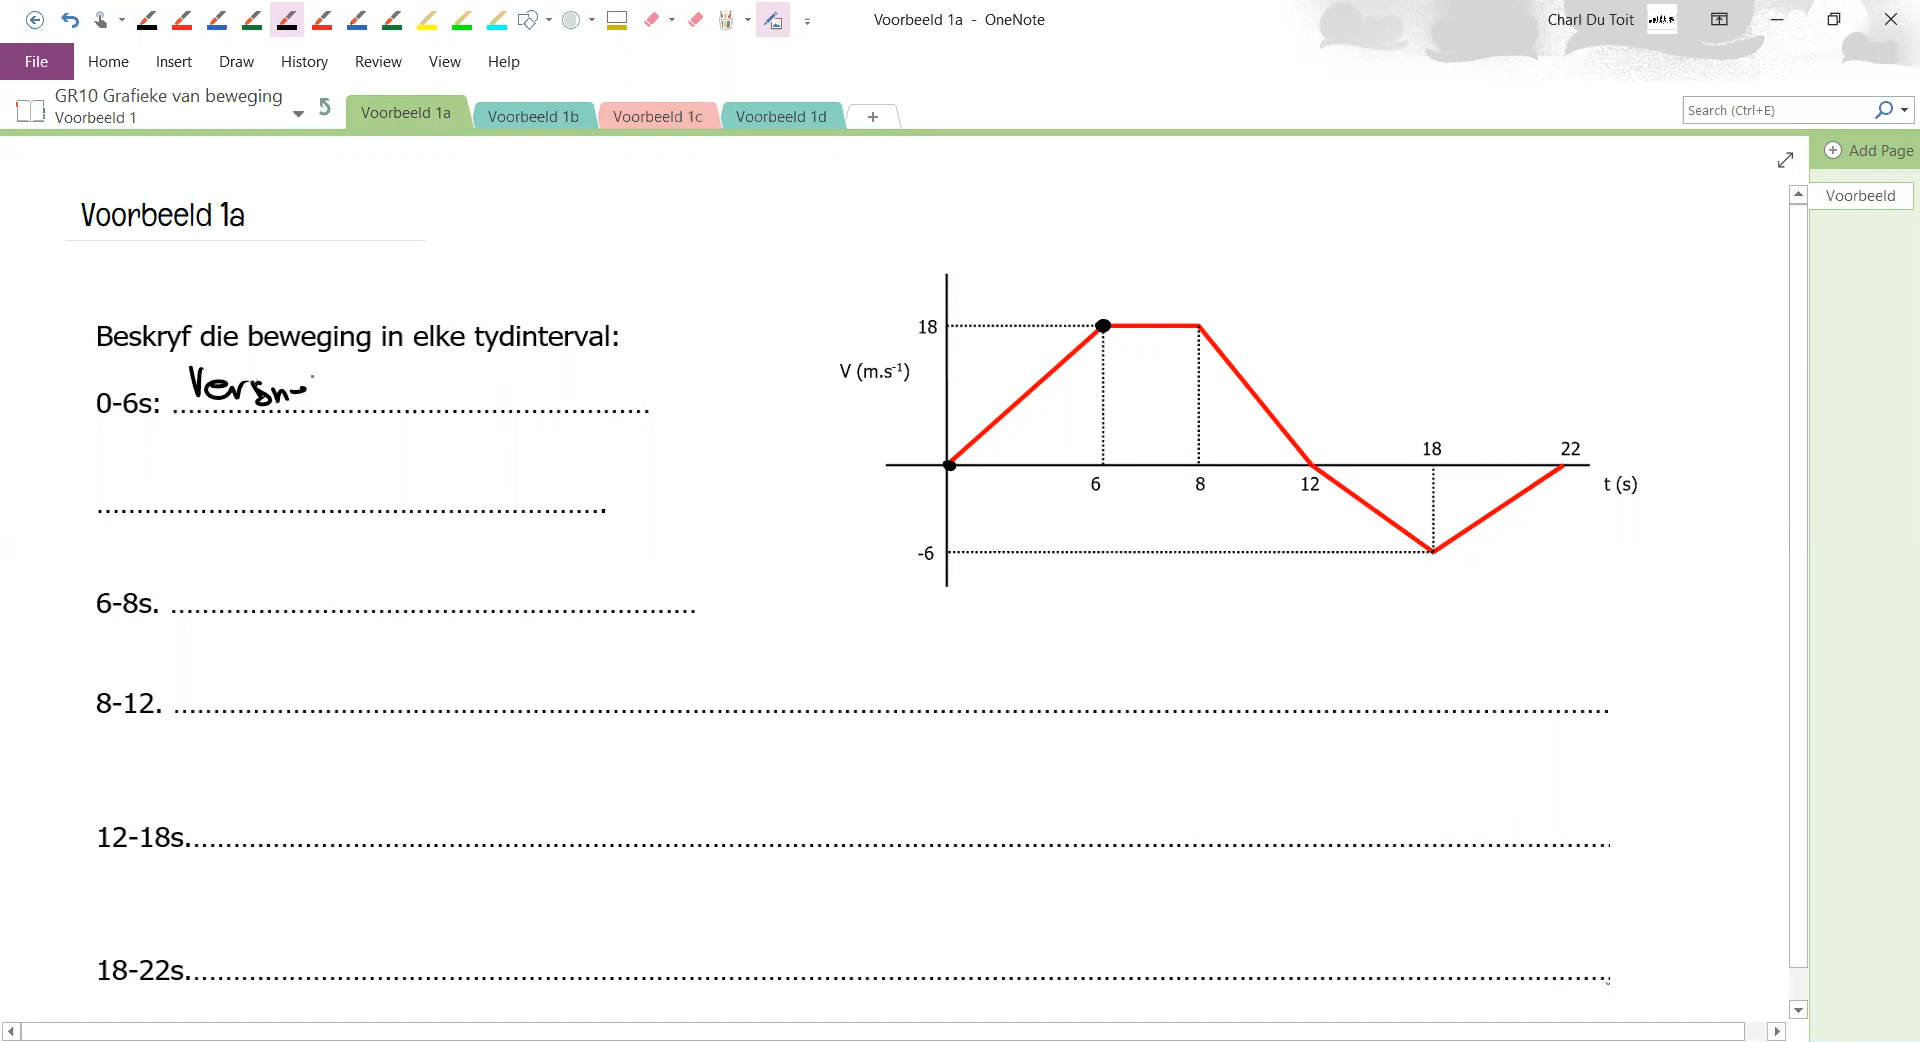 Voorbeeld 1a - OneNote
Charl Du Toit
File Home Insert Draw History Review View Help
GR10 Grafieke van beweging
Voorbeeld 1
Voorbeeld 1a Voorbeeld 1b Voorbeeld 1c Voorbeeld 1d +
Search (Ctrl+E)
Add Page
Voorbeeld
Voorbeeld 1a
Beskryf die beweging in elke tydinterval:
0-6s: Versn
6-8s.
8-12.
12-18s.
18-22s.
18
V (m.s⁻¹)
18 22
6 8 12 t (s)
-6